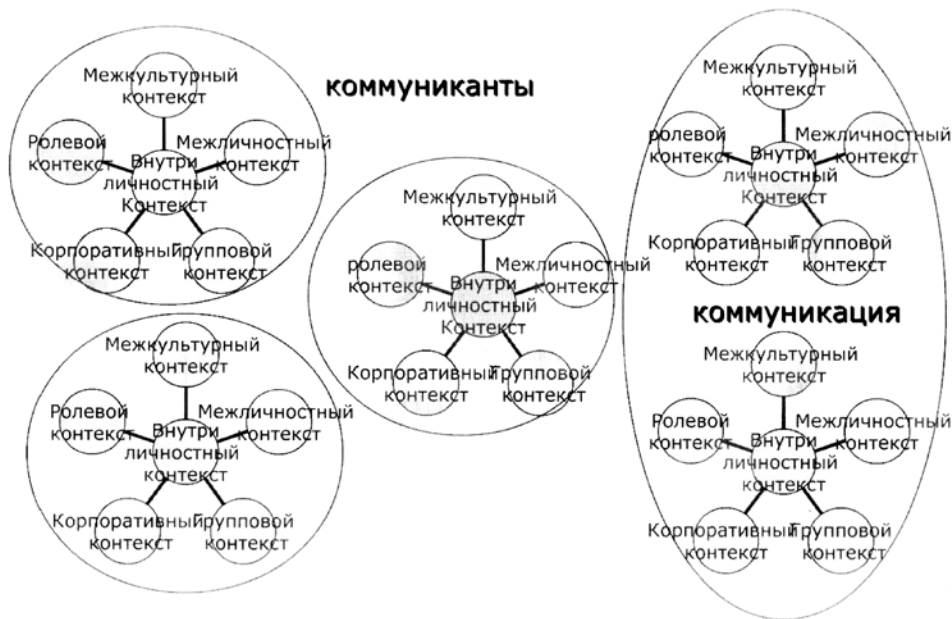 Межкультурный
контекст
Ролевой
контекст
Межличностный
контекст
Внутри
личностный
Контекст
Корпоративный
контекст
Групповой
контекст
коммуниканты
Межкультурный
контекст
ролевой
контекст
Межличностный
контекст
Внутри
личностный
Контекст
Корпоративный
контекст
Групповой
контекст
Межкультурный
контекст
Ролевой
контекст
Межличностный
контекст
Внутри
личностный
контекст
Корпоративный
контекст
Групповой
контекст
Межкультурный
контекст
ролевой
контекст
Межличностный
контекст
Внутри
личностный
Контекст
Корпоративный
контекст
Групповой
контекст
коммуникация
Межкультурный
контекст
Ролевой
контекст
Межличностный
контекст
Внутри
личностный
контекст
Корпоративный
контекст
Групповой
контекст